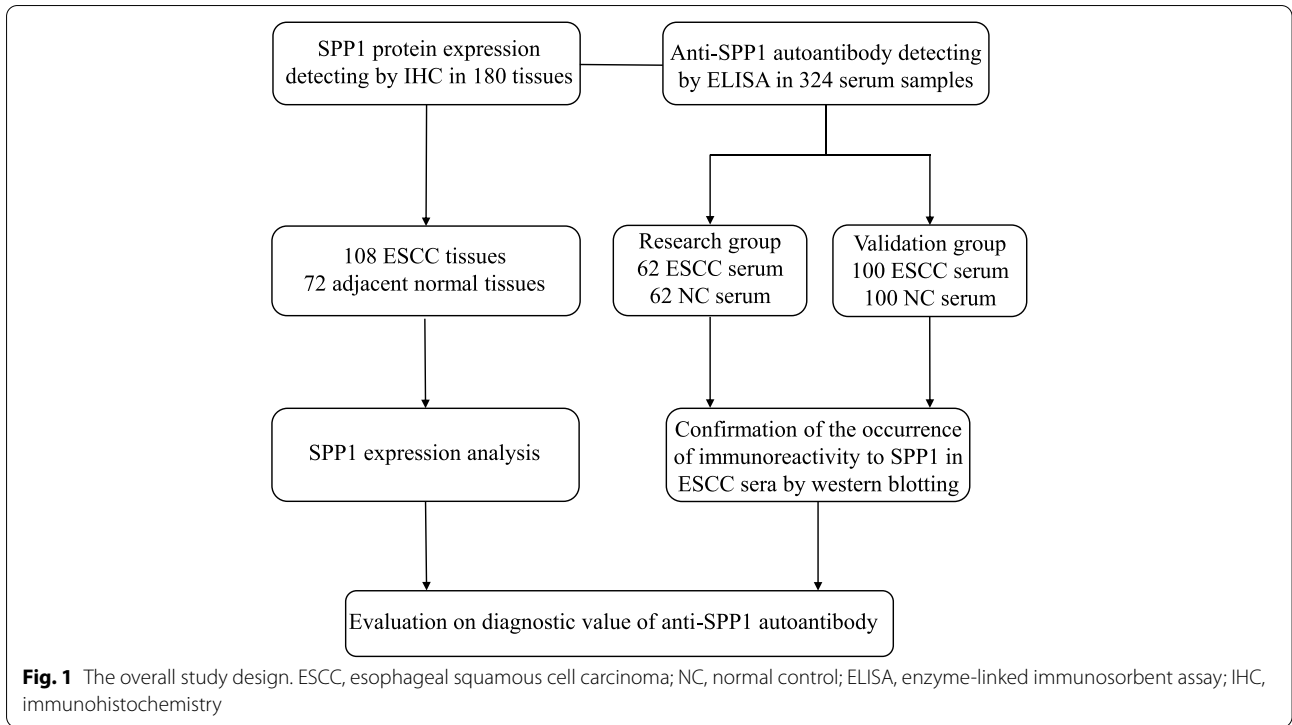 SPP1 protein expression
detecting by IHC in 180 tissues
Anti-SPP1 autoantibody detecting
by ELISA in 324 serum samples
108 ESCC tissues
72 adjacent normal tissues
Research group
62 ESCC serum
62 NC serum
Validation group
100 ESCC serum
100 NC serum
SPP1 expression analysis
Confirmation of the occurrence
of immunoreactivity to SPP1 in
ESCC sera by western blotting
Evaluation on diagnostic value of anti-SPP1 autoantibody
Fig. 1 The overall study design. ESCC, esophageal squamous cell carcinoma; NC, normal control; ELISA, enzyme-linked immunosorbent assay; IHC,
immunohistochemistry